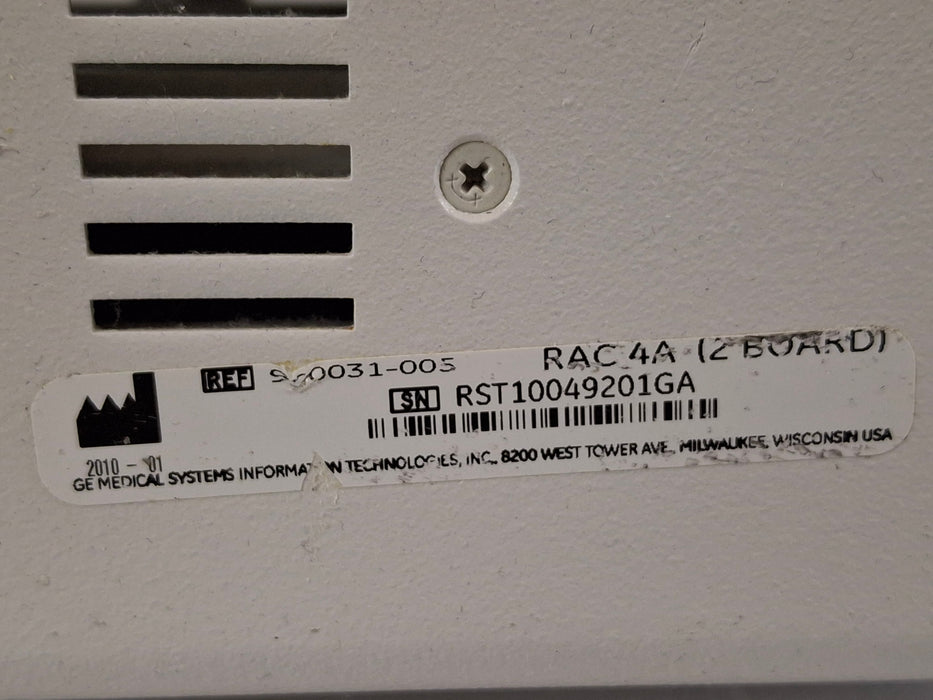 REF RAC 4A (2 BOARD)
SN RST10049201GA
2010 - 01
GE MEDICAL SYSTEMS TECHNOLOGIES, INC., 8200 WEST TOWER AVE., MILWAUKEE, WISCONSIN USA